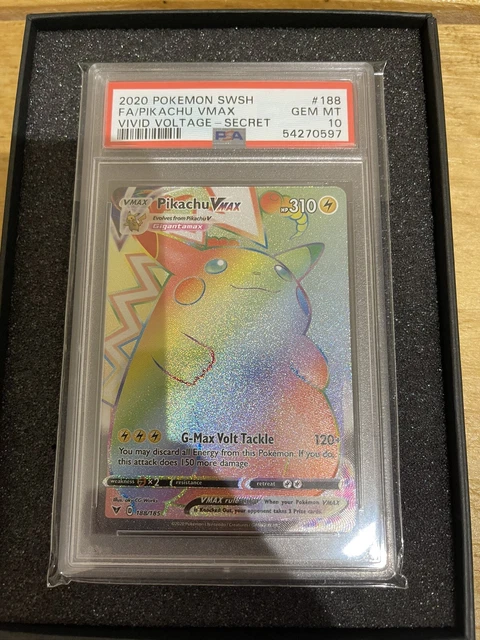 2020 POKEMON SWSH #188
FA/PIKACHU VMAX GEM MT
VIVID VOLTAGE-SECRET 10
PSA 54270597
VMAX Pikachu VMAX HP 310
Evolves from Pikachu V
Gigantamax
G-Max Volt Tackle 120+
You may discard all Energy from this Pokémon. If you do,
this attack does 150 more damage.
weakness ×2 resistance retreat
VMAX rule When your Pokémon VMAX
is Knocked Out, your opponent takes 3 Prize cards.
188/185